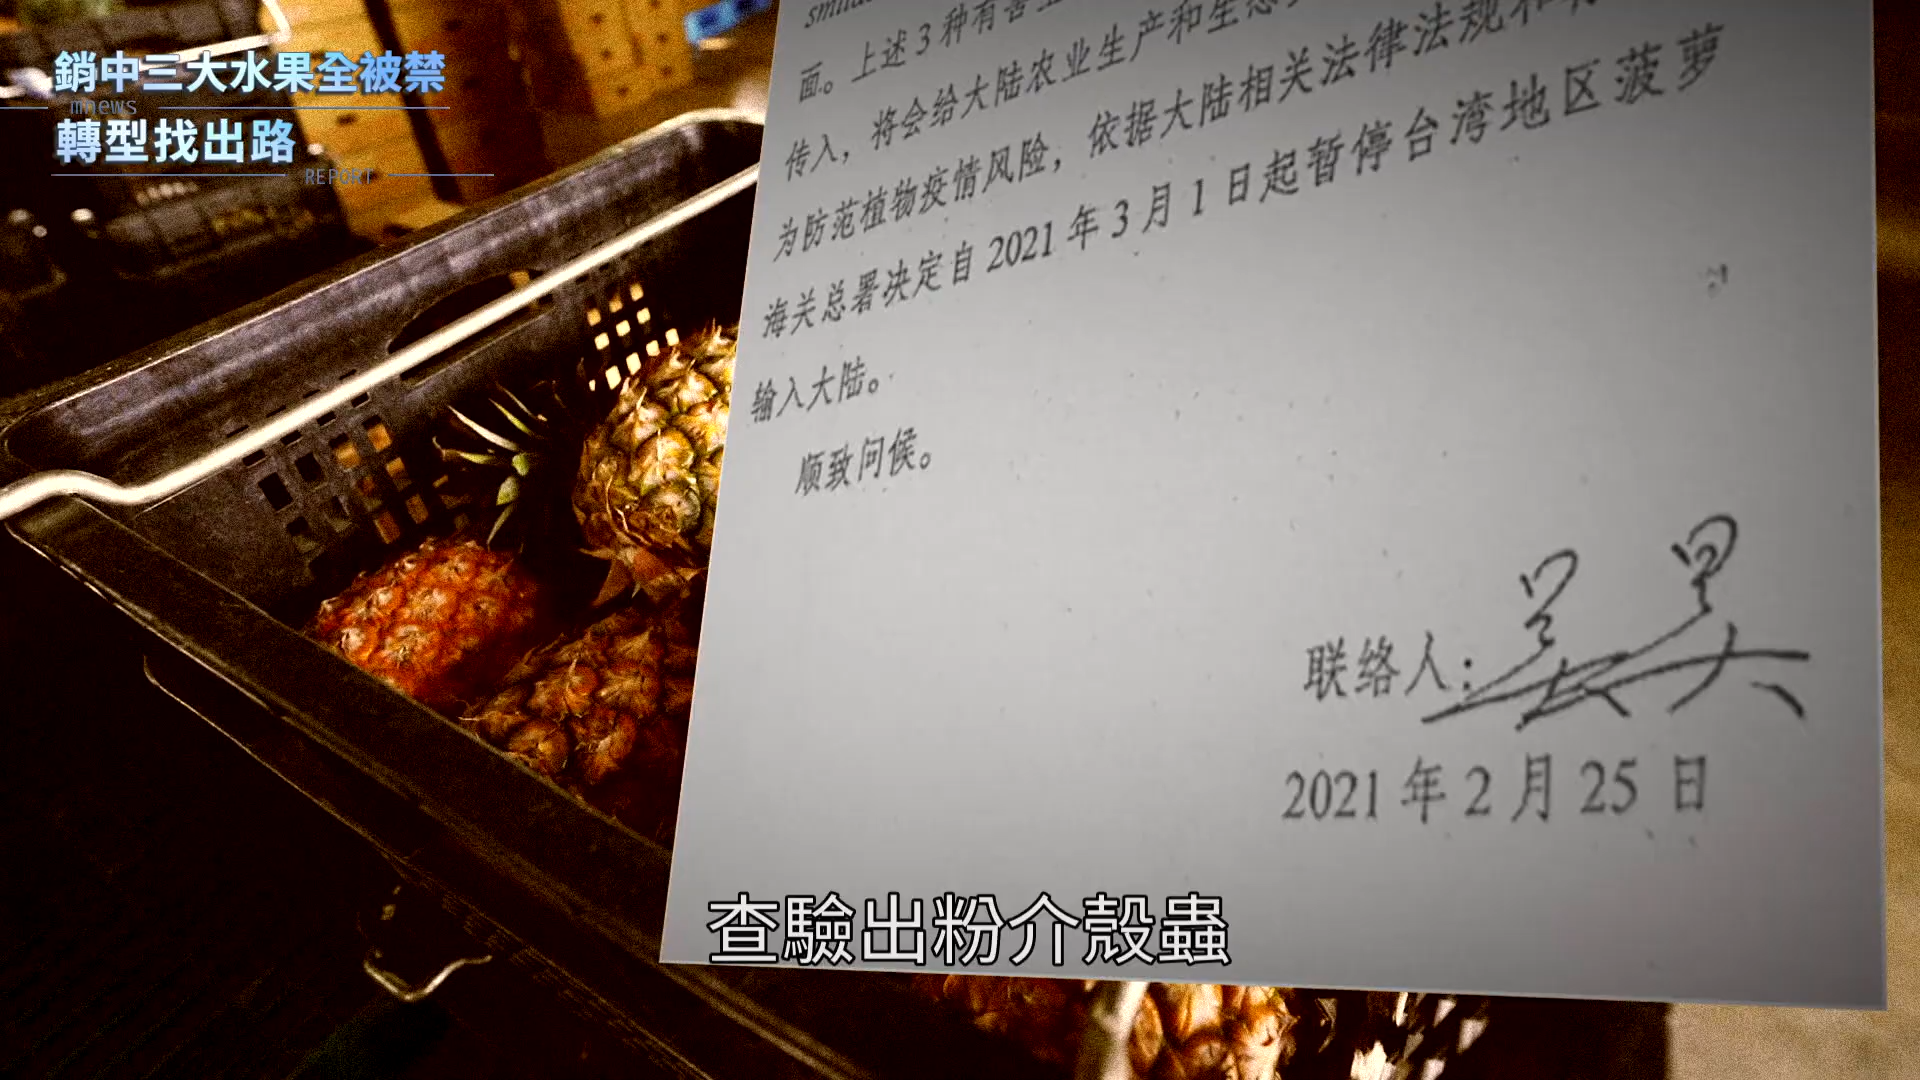 銷中三大水果全被禁
mnews
轉型找出路
REPORT
面。上述3种有害
传入，将会给大陆农业生产和生态
为防范植物疫情风险，依据大陆相关法律法规和
海关总署决定自2021年3月1日起暂停台湾地区菠萝
输入大陆。
顺致问候。
联络人：吴昊
2021年2月25日
查驗出粉介殼蟲